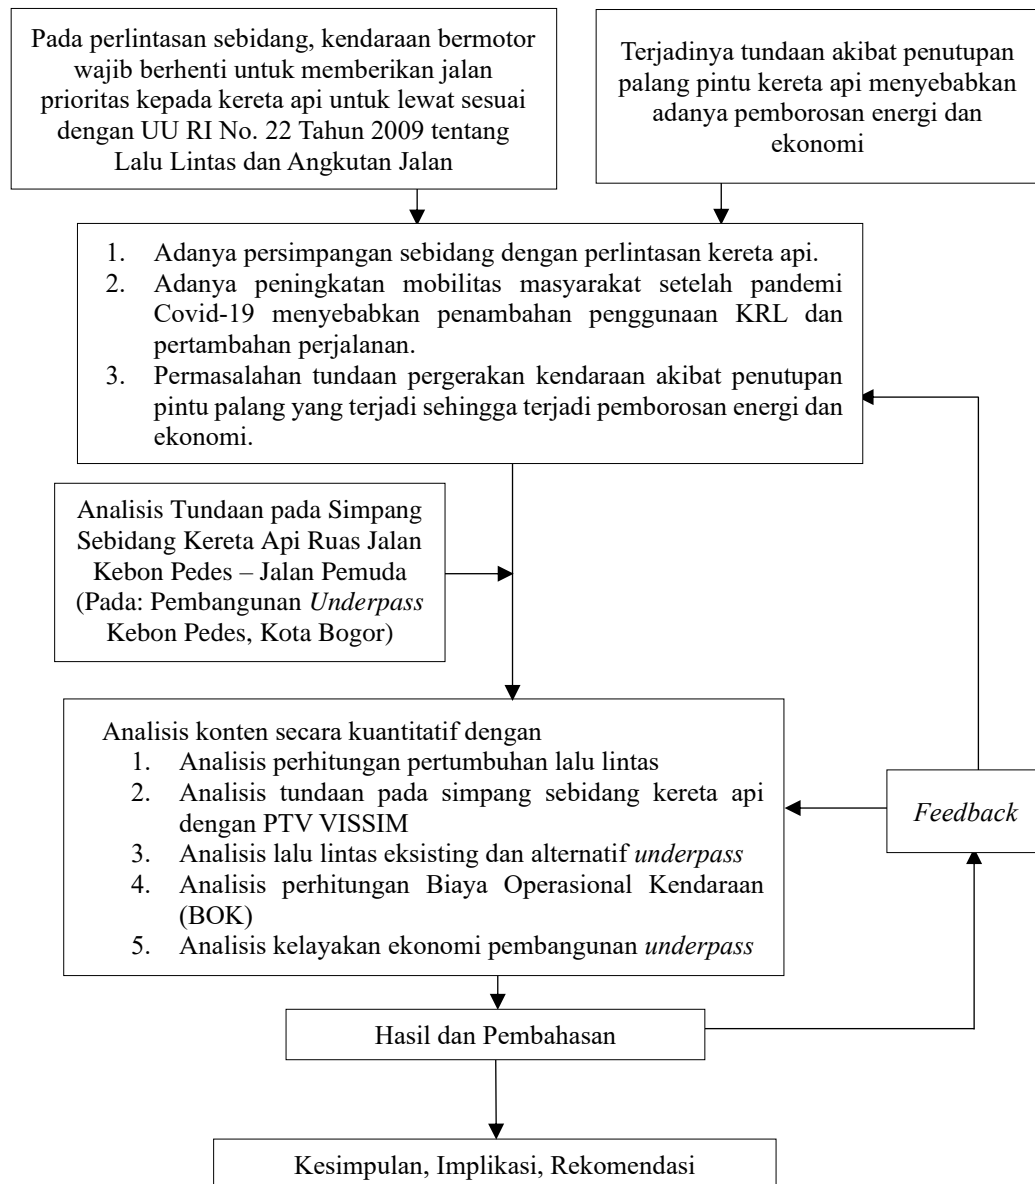 Pada perlintasan sebidang, kendaraan bermotor
wajib berhenti untuk memberikan jalan
prioritas kepada kereta api untuk lewat sesuai
dengan UU RI No. 22 Tahun 2009 tentang
Lalu Lintas dan Angkutan Jalan
Terjadinya tundaan akibat penutupan
palang pintu kereta api menyebabkan
adanya pemborosan energi dan
ekonomi
1. Adanya persimpangan sebidang dengan perlintasan kereta api.
2. Adanya peningkatan mobilitas masyarakat setelah pandemi
Covid-19 menyebabkan penambahan penggunaan KRL dan
pertambahan perjalanan.
3. Permasalahan tundaan pergerakan kendaraan akibat penutupan
pintu palang yang terjadi sehingga terjadi pemborosan energi dan
ekonomi.
Analisis Tundaan pada Simpang
Sebidang Kereta Api Ruas Jalan
Kebon Pedes – Jalan Pemuda
(Pada: Pembangunan Underpass
Kebon Pedes, Kota Bogor)
Analisis konten secara kuantitatif dengan
1. Analisis perhitungan pertumbuhan lalu lintas
2. Analisis tundaan pada simpang sebidang kereta api
dengan PTV VISSIM
3. Analisis lalu lintas eksisting dan alternatif underpass
4. Analisis perhitungan Biaya Operasional Kendaraan
(BOK)
5. Analisis kelayakan ekonomi pembangunan underpass
Feedback
Hasil dan Pembahasan
Kesimpulan, Implikasi, Rekomendasi